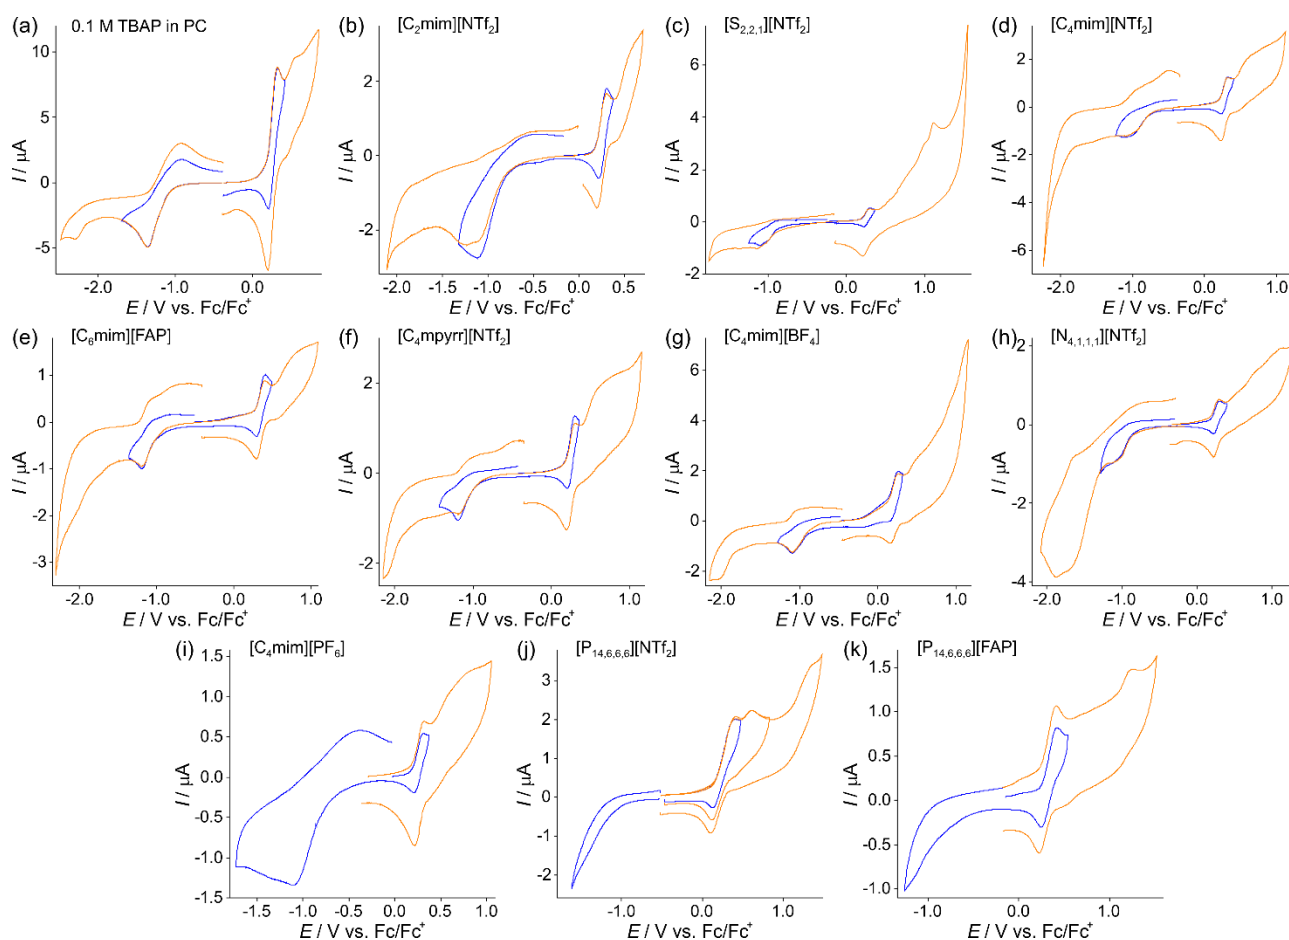 (a) 0.1 M TBAP in PC
10
5
0
-5
I / μA
-2.0 -1.0 0.0
E / V vs. Fc/Fc⁺
(b) [C₂mim][NTf₂]
2
0
-2
I / μA
-2.0 -1.5 -1.0 -0.5 0.0 0.5
E / V vs. Fc/Fc⁺
(c) [S₂,₂,₁][NTf₂]
6
4
2
0
-2
I / μA
-1.0 0.0 1.0
E / V vs. Fc/Fc⁺
(d) [C₄mim][NTf₂]
2
0
-2
-4
-6
I / μA
-2.0 -1.0 0.0 1.0
E / V vs. Fc/Fc⁺
(e) [C₆mim][FAP]
1
0
-1
-2
-3
I / μA
-2.0 -1.0 0.0 1.0
E / V vs. Fc/Fc⁺
(f) [C₄mpyrr][NTf₂]
2
0
-2
I / μA
-2.0 -1.0 0.0 1.0
E / V vs. Fc/Fc⁺
(g) [C₄mim][BF₄]
6
4
2
0
-2
I / μA
-2.0 -1.0 0.0 1.0
E / V vs. Fc/Fc⁺
(h) [N₄,₁,₁,₁][NTf₂]
2
0
-2
-4
I / μA
-2.0 -1.0 0.0 1.0
E / V vs. Fc/Fc⁺
(i) [C₄mim][PF₆]
1.5
1.0
0.5
0.0
-0.5
-1.0
-1.5
I / μA
-1.5 -1.0 -0.5 0.0 0.5 1.0
E / V vs. Fc/Fc⁺
(j) [P₁₄,₆,₆,₆][NTf₂]
3
2
1
0
-1
-2
I / μA
-1.0 0.0 1.0
E / V vs. Fc/Fc⁺
(k) [P₁₄,₆,₆,₆][FAP]
1.5
1.0
0.5
0.0
-0.5
-1.0
I / μA
-1.0 0.0 1.0
E / V vs. Fc/Fc⁺